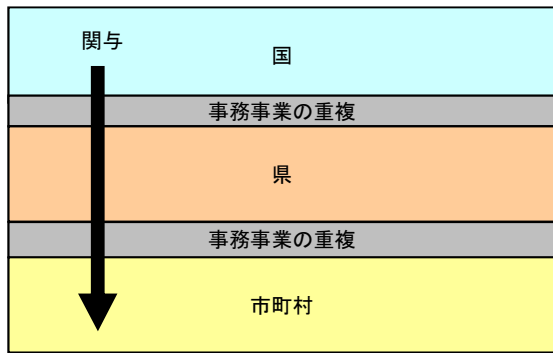 関与
国
事務事業の重複
県
事務事業の重複
市町村